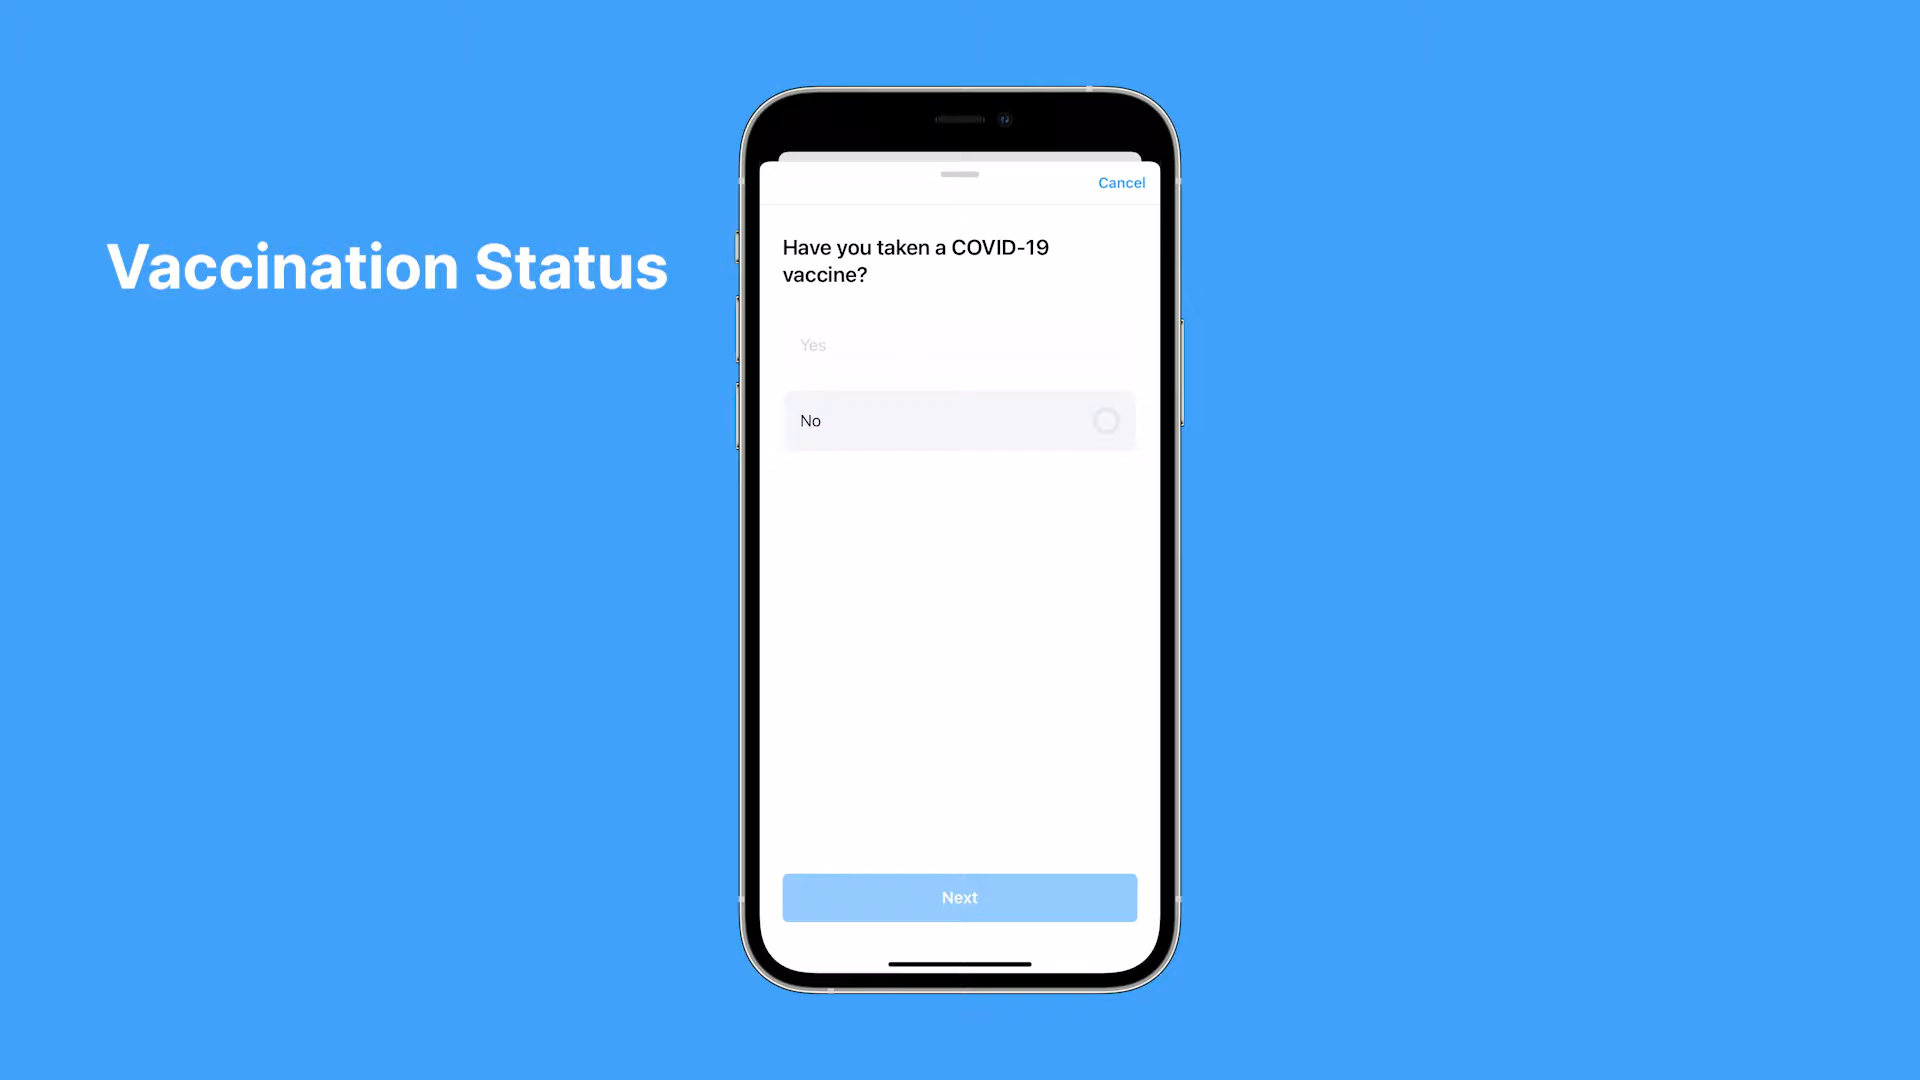 Vaccination Status
Cancel
Have you taken a COVID-19
vaccine?
Yes
No
Next